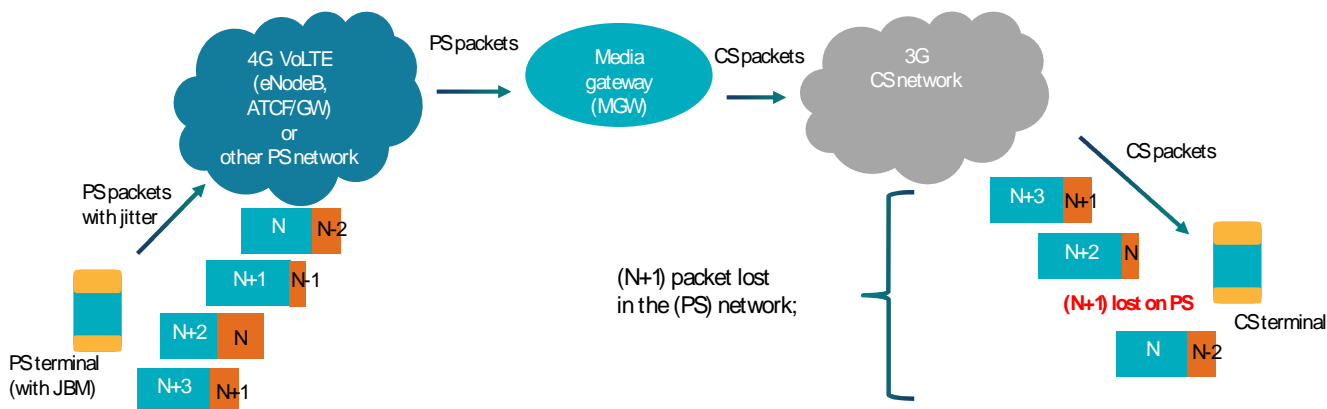 4G VoLTE
(eNodeB,
ATCF/GW)
or
other PS network
PS packets
Media
gateway
(MGW)
CS packets
3G
CS network
CS packets
PS packets
with jitter
N
N-2
N+1
N-1
N+2
N
N+3
N+1
PS terminal
(with JBM)
(N+1) packet lost
in the (PS) network;
N+3
N+1
N+2
N
(N+1) lost on PS
N
N-2
CS terminal